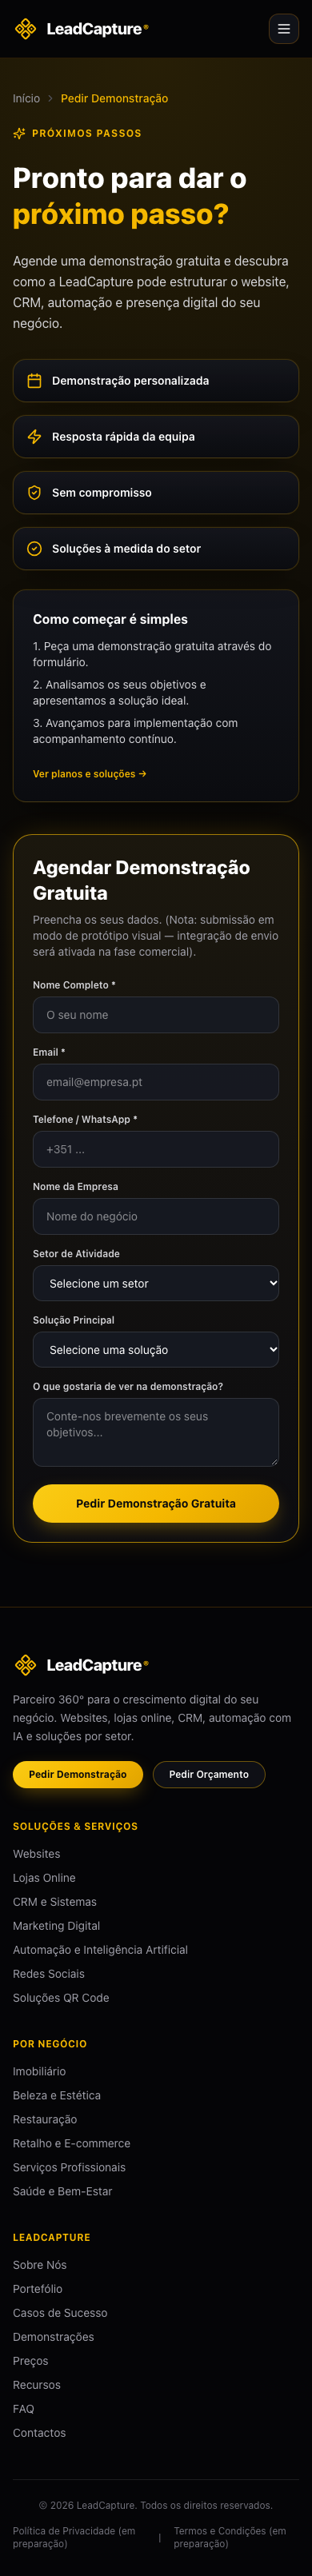 LeadCapture®
Início > Pedir Demonstração
PRÓXIMOS PASSOS
Pronto para dar o
próximo passo?
Agende uma demonstração gratuita e descubra
como a LeadCapture pode estruturar o website,
CRM, automação e presença digital do seu
negócio.
Demonstração personalizada
Resposta rápida da equipa
Sem compromisso
Soluções à medida do setor
Como começar é simples
1. Peça uma demonstração gratuita através do
formulário.
2. Analisamos os seus objetivos e
apresentamos a solução ideal.
3. Avançamos para implementação com
acompanhamento contínuo.
Ver planos e soluções →
Agendar Demonstração
Gratuita
Preencha os seus dados. (Nota: submissão em
modo de protótipo visual — integração de envio
será ativada na fase comercial).
Nome Completo *
O seu nome
Email *
email@empresa.pt
Telefone / WhatsApp *
+351 ...
Nome da Empresa
Nome do negócio
Setor de Atividade
Selecione um setor
Solução Principal
Selecione uma solução
O que gostaria de ver na demonstração?
Conte-nos brevemente os seus
objetivos...
Pedir Demonstração Gratuita
LeadCapture®
Parceiro 360° para o crescimento digital do seu
negócio. Websites, lojas online, CRM, automação com
IA e soluções por setor.
Pedir Demonstração
Pedir Orçamento
SOLUÇÕES & SERVIÇOS
Websites
Lojas Online
CRM e Sistemas
Marketing Digital
Automação e Inteligência Artificial
Redes Sociais
Soluções QR Code
POR NEGÓCIO
Imobiliário
Beleza e Estética
Restauração
Retalho e E-commerce
Serviços Profissionais
Saúde e Bem-Estar
LEADCAPTURE
Sobre Nós
Portefólio
Casos de Sucesso
Demonstrações
Preços
Recursos
FAQ
Contactos
© 2026 LeadCapture. Todos os direitos reservados.
Política de Privacidade (em
preparação)
|
Termos e Condições (em
preparação)